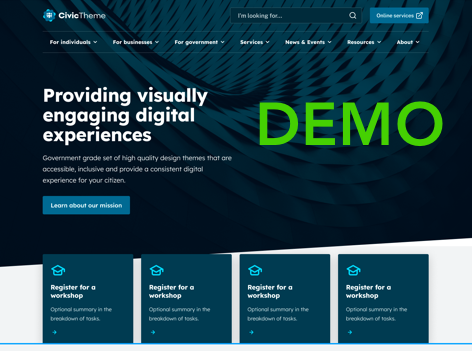 CivicTheme
I'm looking for...
Online services
For individuals
For businesses
For government
Services
News & Events
Resources
About
Providing visually
engaging digital
experiences
DEMO
Government grade set of high quality design themes that are
accessible, inclusive and provide a consistent digital
experience for your citizen.
Learn about our mission
Register for a
workshop
Optional summary in the
breakdown of tasks.
Register for a
workshop
Optional summary in the
breakdown of tasks.
Register for a
workshop
Optional summary in the
breakdown of tasks.
Register for a
workshop
Optional summary in the
breakdown of tasks.